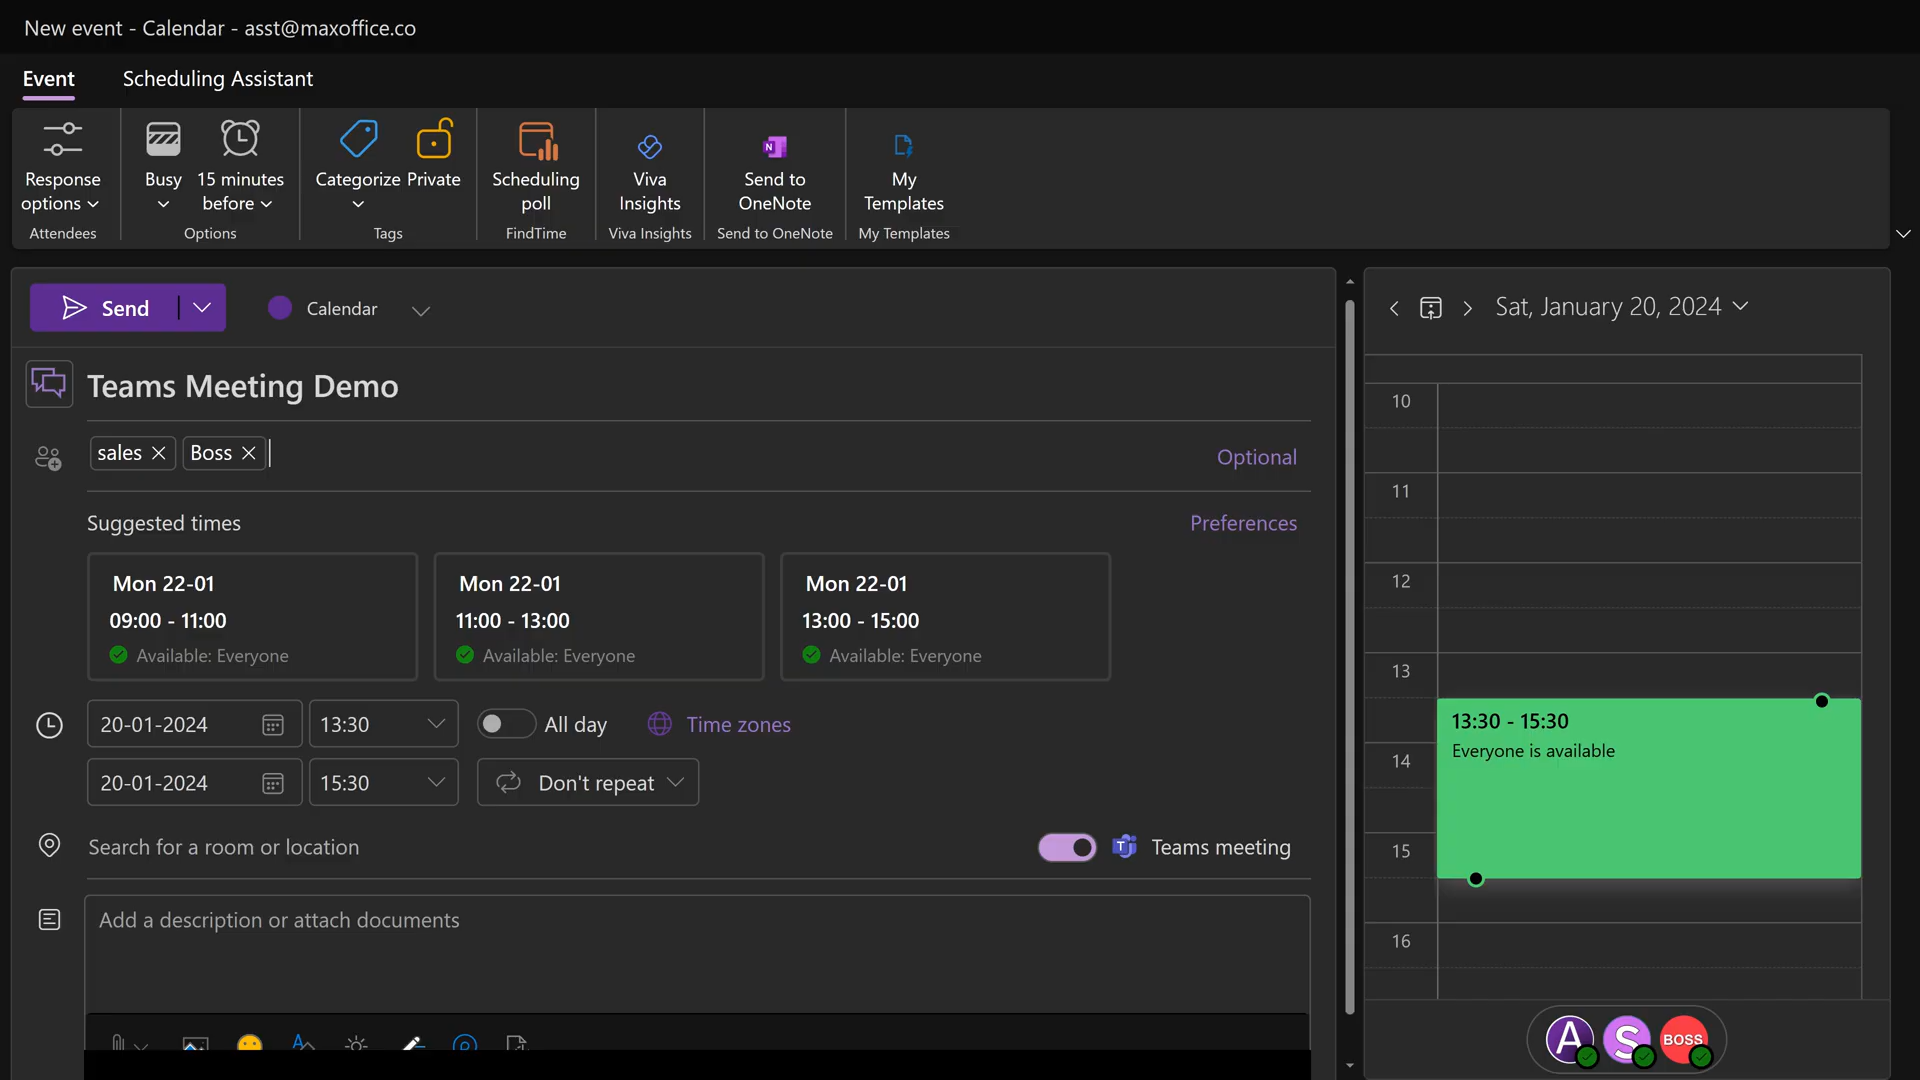 New event - Calendar - asst@maxoffice.co
Event Scheduling Assistant
Response options
Busy
15 minutes before
Categorize
Private
Scheduling poll
Viva Insights
Send to OneNote
My Templates
Attendees
Options
Tags
FindTime
Viva Insights
Send to OneNote
My Templates
Send
Calendar
Teams Meeting Demo
sales
Boss
Optional
Suggested times
Preferences
Mon 22-01
09:00 - 11:00
Available: Everyone
Mon 22-01
11:00 - 13:00
Available: Everyone
Mon 22-01
13:00 - 15:00
Available: Everyone
20-01-2024
13:30
All day
Time zones
20-01-2024
15:30
Don't repeat
Search for a room or location
Teams meeting
Add a description or attach documents
Sat, January 20, 2024
10
11
12
13
13:30 - 15:30
Everyone is available
14
15
16
A
S
BOSS